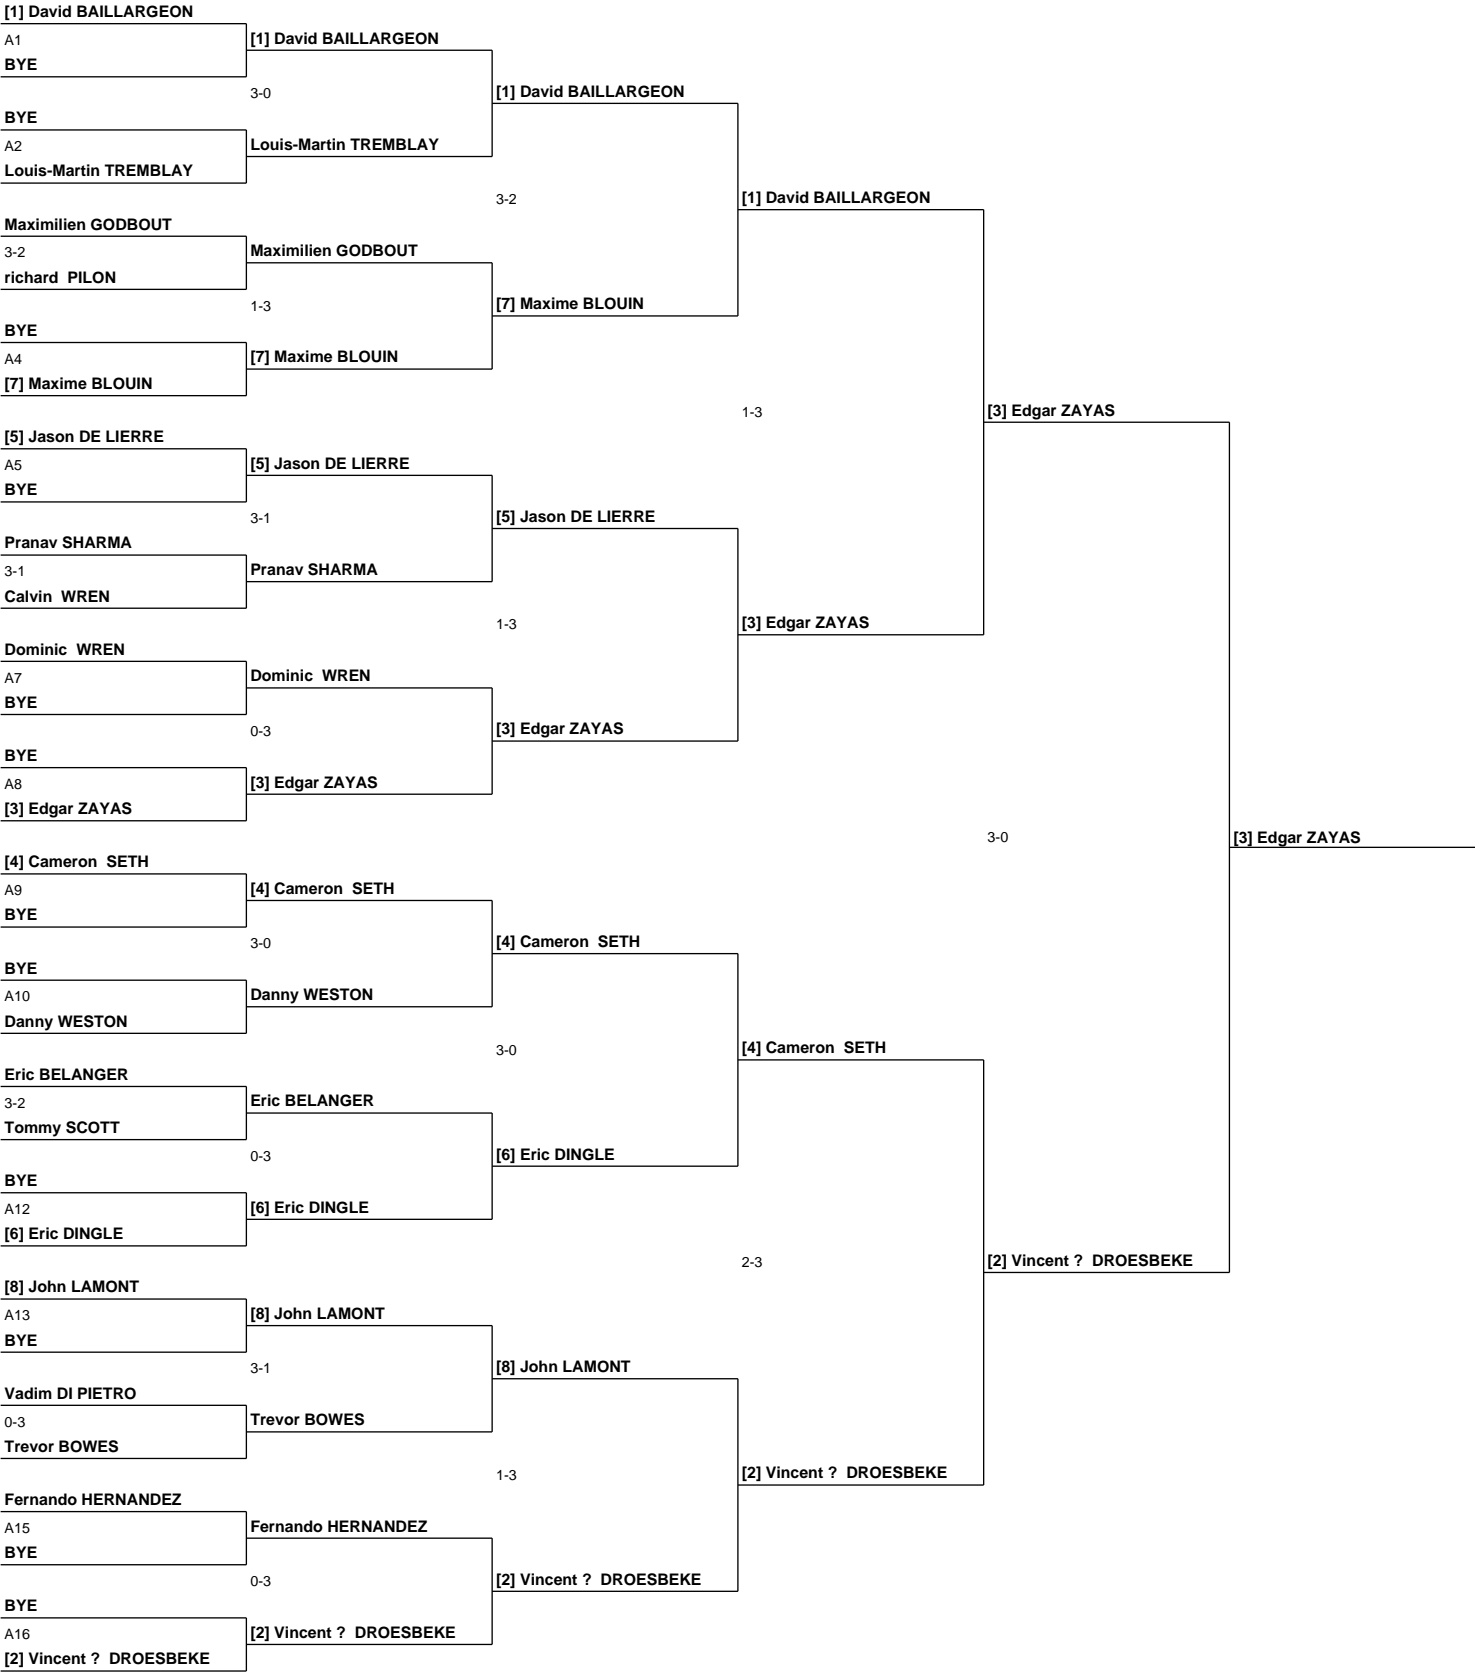 [1] David BAILLARGEON
A1
BYE
[1] David BAILLARGEON
3-0
BYE
A2
Louis-Martin TREMBLAY
Louis-Martin TREMBLAY
[1] David BAILLARGEON
3-2
Maximilien GODBOUT
3-2
richard  PILON
Maximilien GODBOUT
1-3
BYE
A4
[7] Maxime BLOUIN
[7] Maxime BLOUIN
[7] Maxime BLOUIN
[1] David BAILLARGEON
1-3
[5] Jason DE LIERRE
A5
BYE
[5] Jason DE LIERRE
3-1
Pranav SHARMA
3-1
Calvin  WREN
Pranav SHARMA
[5] Jason DE LIERRE
1-3
Dominic  WREN
A7
BYE
Dominic  WREN
0-3
BYE
A8
[3] Edgar ZAYAS
[3] Edgar ZAYAS
[3] Edgar ZAYAS
[3] Edgar ZAYAS
[3] Edgar ZAYAS
3-0
[3] Edgar ZAYAS
[4] Cameron  SETH
A9
BYE
[4] Cameron  SETH
3-0
BYE
A10
Danny WESTON
Danny WESTON
[4] Cameron  SETH
3-0
Eric BELANGER
3-2
Tommy SCOTT
Eric BELANGER
0-3
BYE
A12
[6] Eric DINGLE
[6] Eric DINGLE
[6] Eric DINGLE
[4] Cameron  SETH
2-3
[8] John LAMONT
A13
BYE
[8] John LAMONT
3-1
Vadim DI PIETRO
0-3
Trevor BOWES
Trevor BOWES
[8] John LAMONT
1-3
Fernando HERNANDEZ
A15
BYE
Fernando HERNANDEZ
0-3
BYE
A16
[2] Vincent ?  DROESBEKE
[2] Vincent ?  DROESBEKE
[2] Vincent ?  DROESBEKE
[2] Vincent ?  DROESBEKE
[2] Vincent ?  DROESBEKE